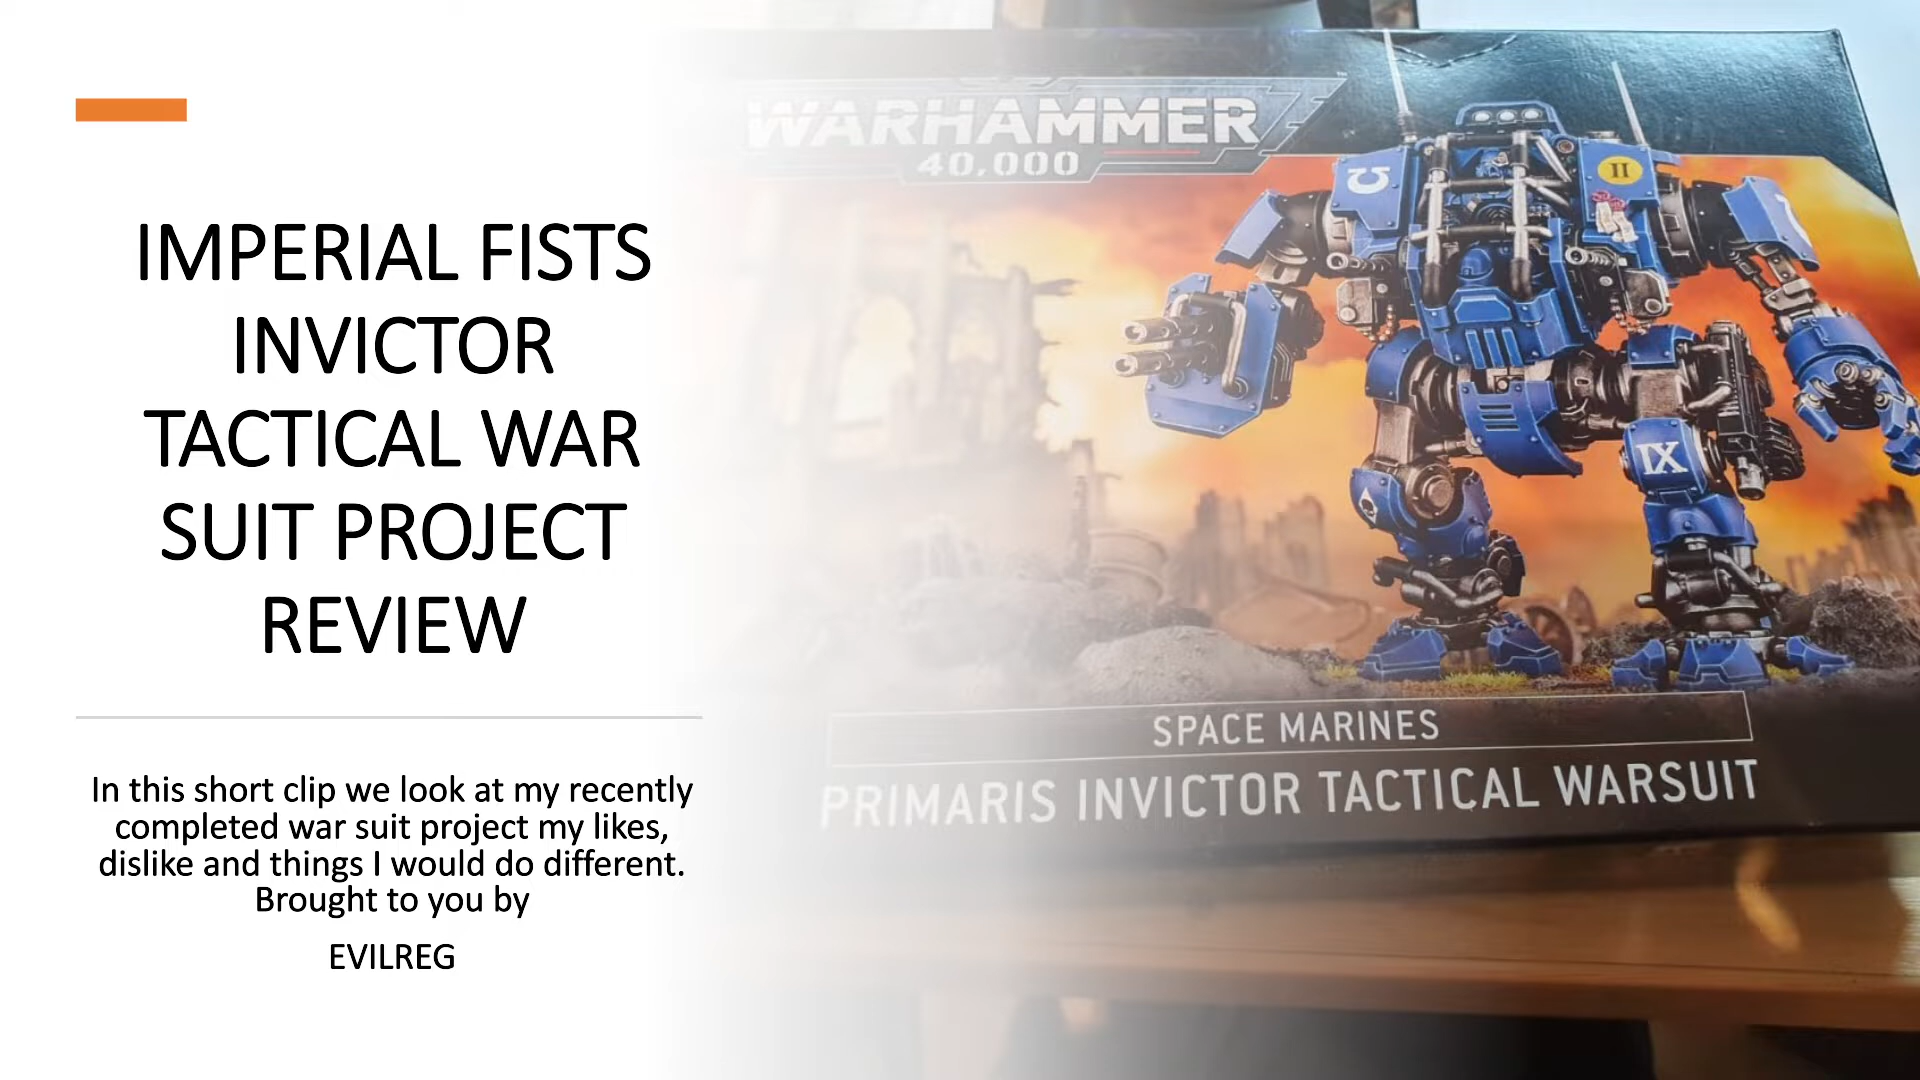 IMPERIAL FISTS
INVICTOR
TACTICAL WAR
SUIT PROJECT
REVIEW
In this short clip we look at my recently
completed war suit project my likes,
dislike and things I would do different.
Brought to you by
EVILREG
WARHAMMER
40,000
II
IX
SPACE MARINES
PRIMARIS INVICTOR TACTICAL WARSUIT